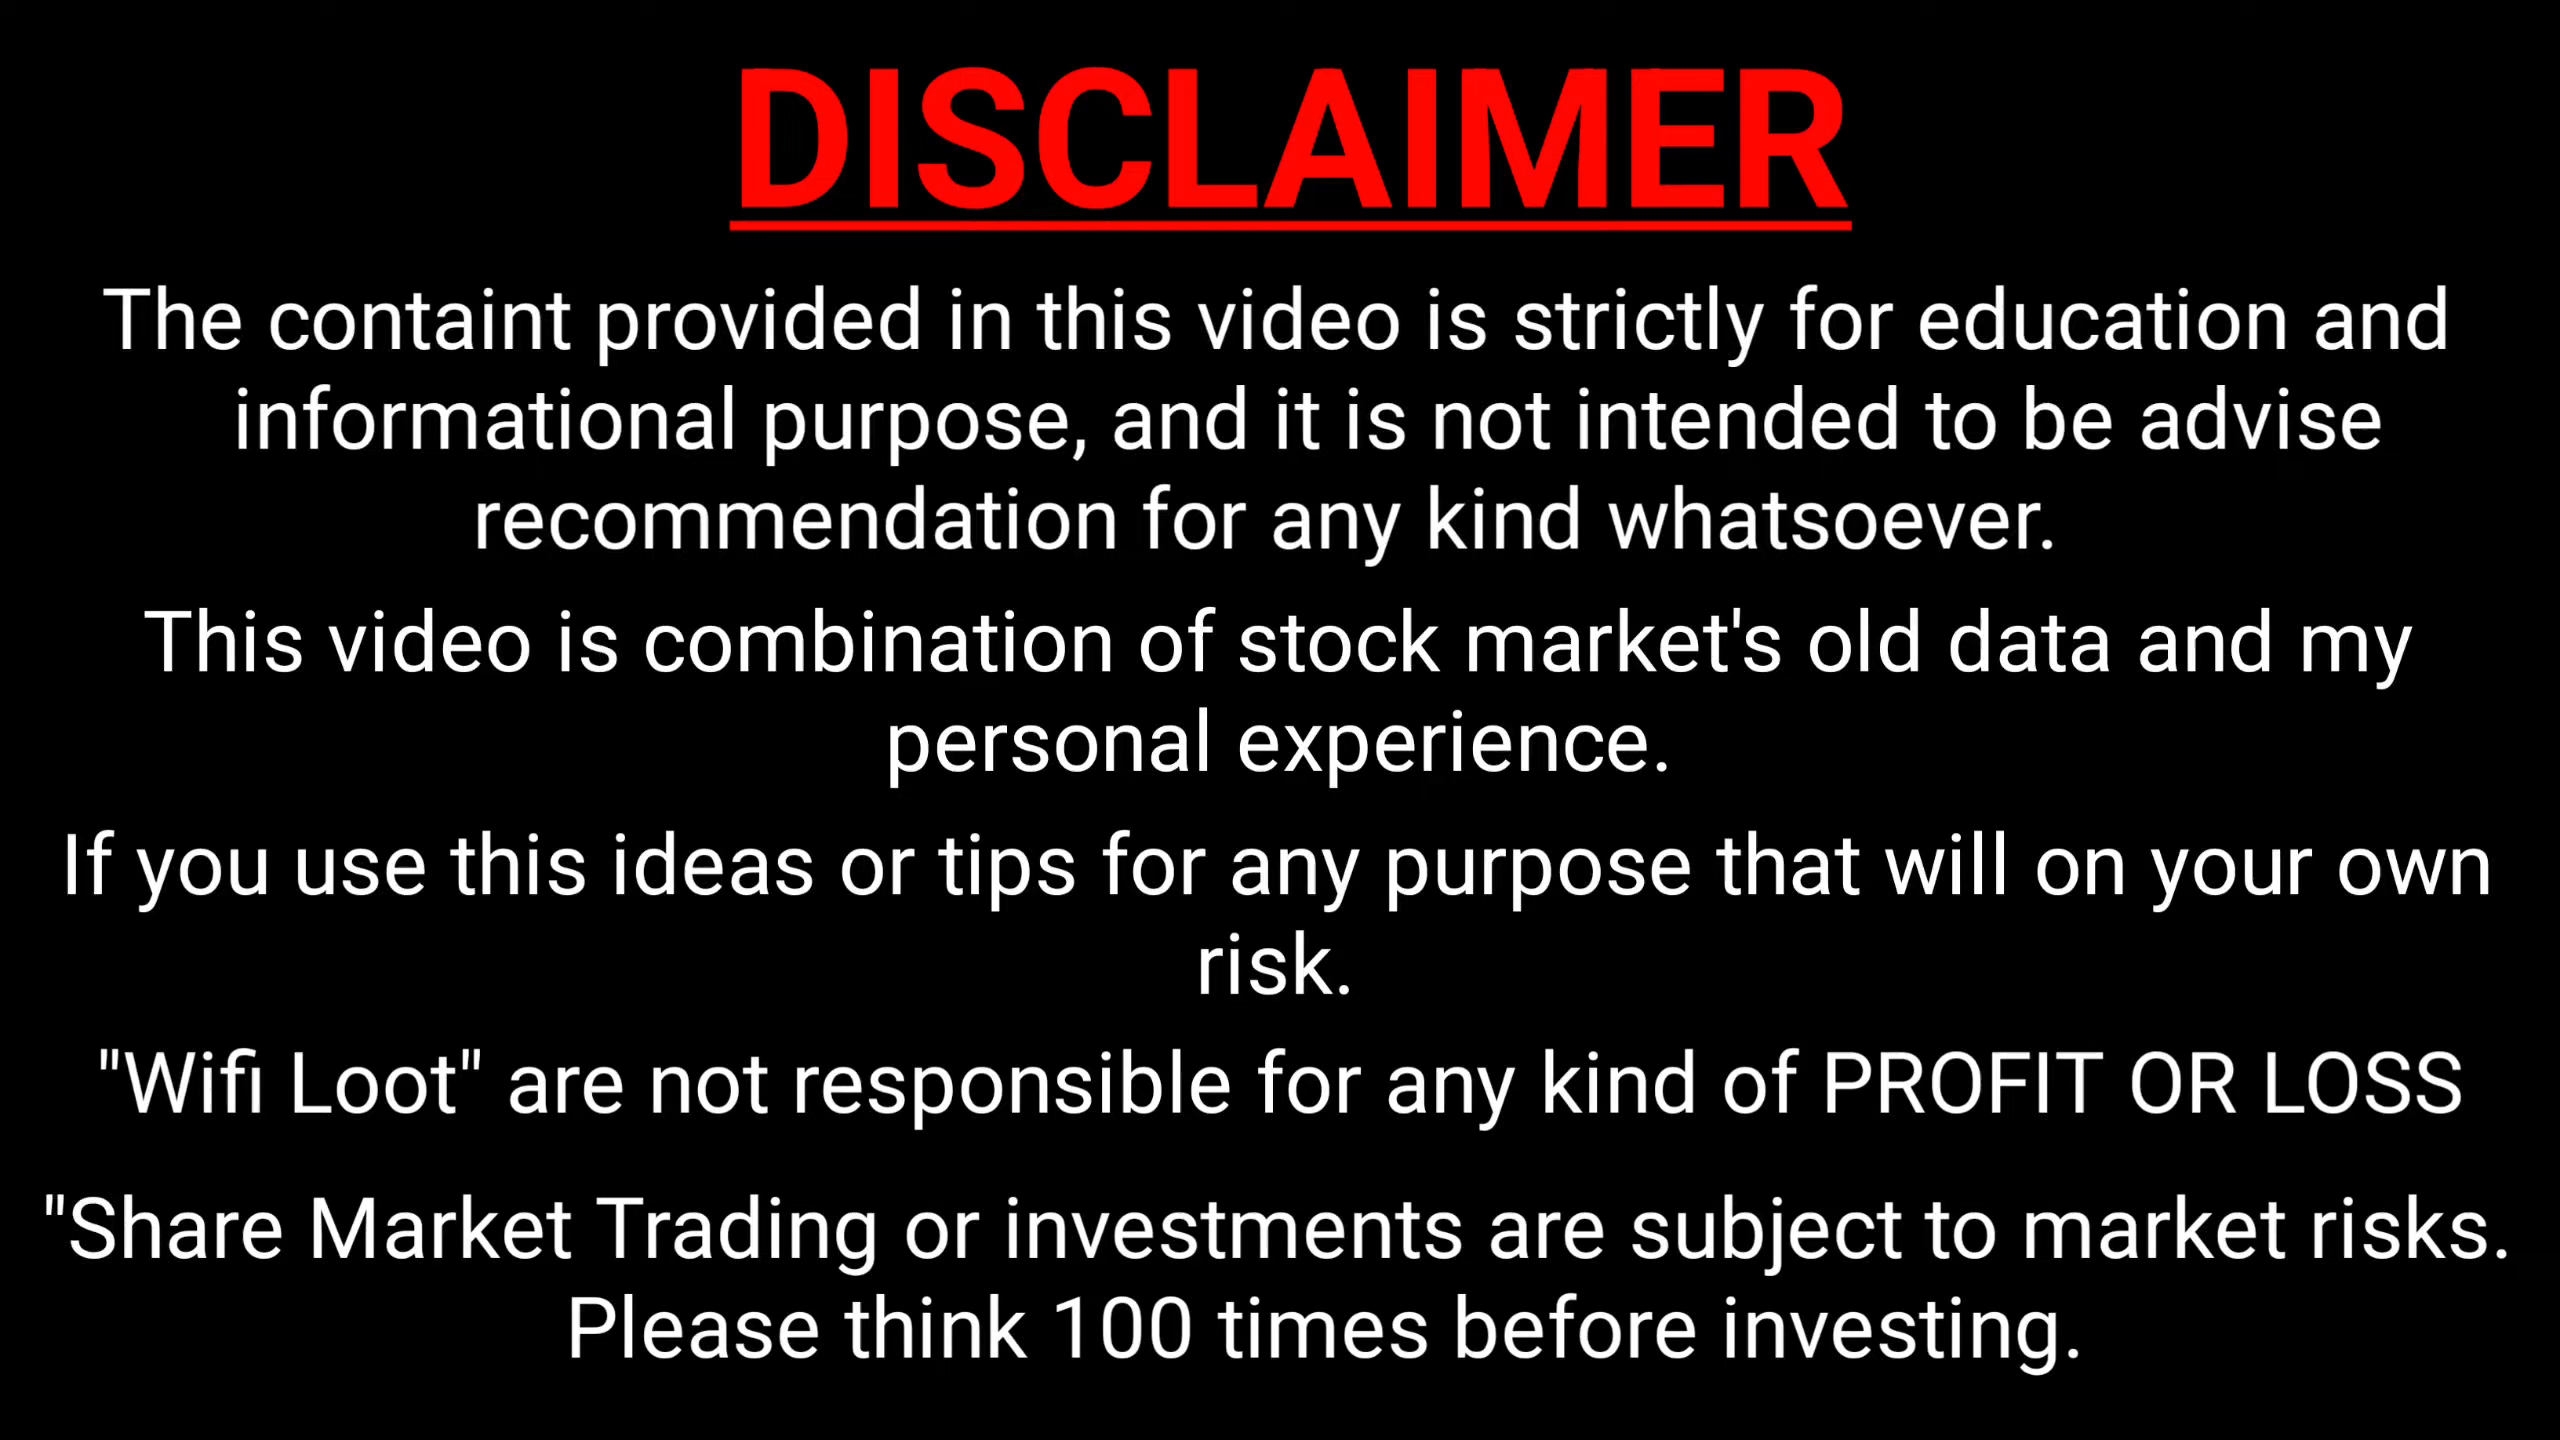 DISCLAIMER
The containt provided in this video is strictly for education and
informational purpose, and it is not intended to be advise
recommendation for any kind whatsoever.
This video is combination of stock market's old data and my
personal experience.
If you use this ideas or tips for any purpose that will on your own
risk.
"Wifi Loot" are not responsible for any kind of PROFIT OR LOSS
"Share Market Trading or investments are subject to market risks.
Please think 100 times before investing.